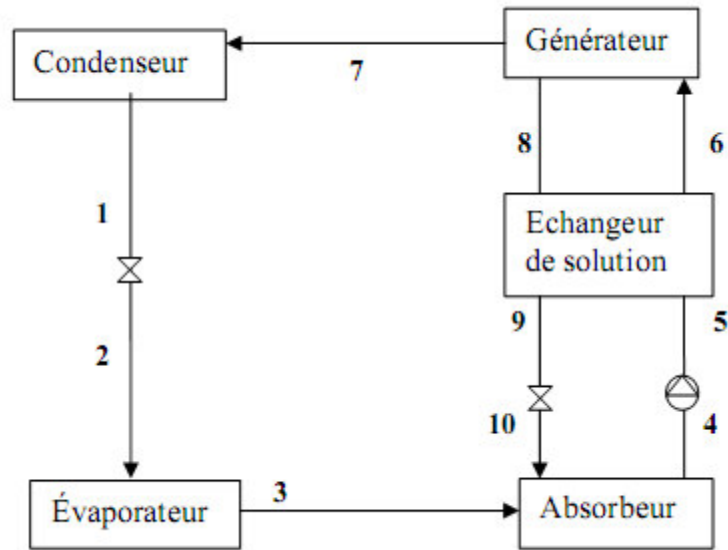 Générateur
Condenseur
7
8
6
1
Echangeur
de solution
9
5
2
10
4
3
Évaporateur
Absorbeur